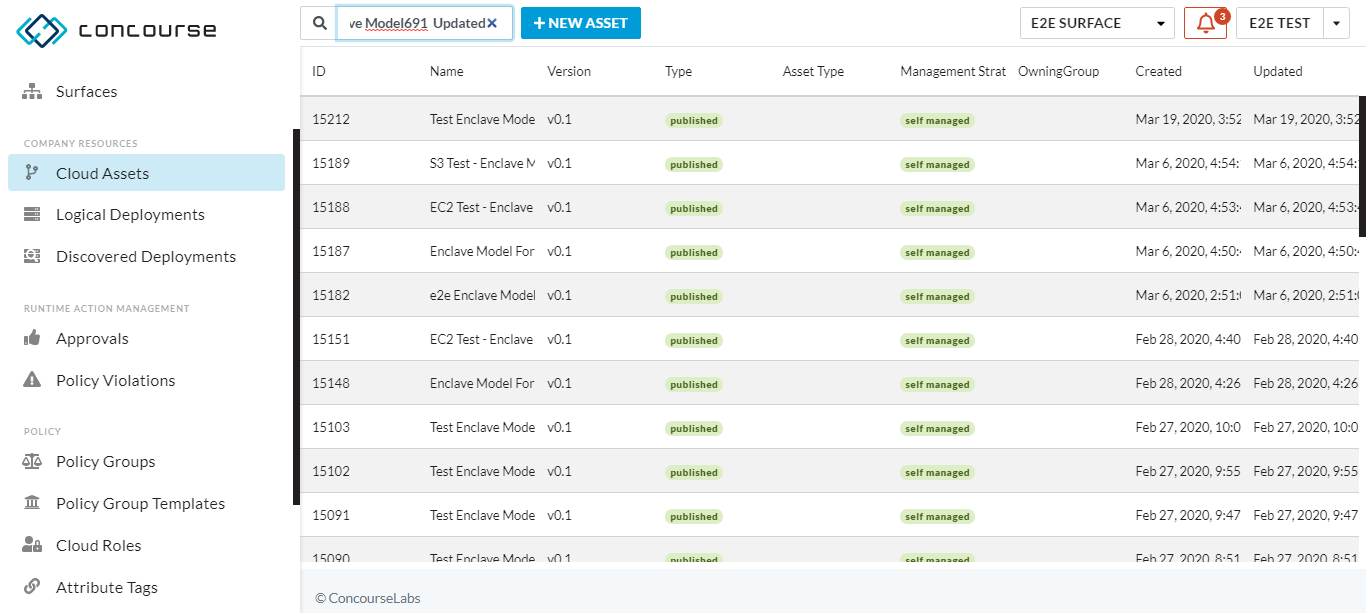 concourse
ve Model691 Updated
NEW ASSET
E2E SURFACE
3
E2E TEST
Surfaces
COMPANY RESOURCES
Cloud Assets
Logical Deployments
Discovered Deployments
RUNTIME ACTION MANAGEMENT
Approvals
Policy Violations
POLICY
Policy Groups
Policy Group Templates
Cloud Roles
Attribute Tags
ID Name Version Type Asset Type Management Strat OwningGroup Created Updated
15212 Test Enclave Mode v0.1 published self managed Mar 19, 2020, 3:52 Mar 19, 2020, 3:52
15189 S3 Test - Enclave M v0.1 published self managed Mar 6, 2020, 4:54: Mar 6, 2020, 4:54:
15188 EC2 Test - Enclave v0.1 published self managed Mar 6, 2020, 4:53: Mar 6, 2020, 4:53:
15187 Enclave Model For v0.1 published self managed Mar 6, 2020, 4:50: Mar 6, 2020, 4:50:
15182 e2e Enclave Model v0.1 published self managed Mar 6, 2020, 2:51: Mar 6, 2020, 2:51:
15151 EC2 Test - Enclave v0.1 published self managed Feb 28, 2020, 4:40 Feb 28, 2020, 4:40
15148 Enclave Model For v0.1 published self managed Feb 28, 2020, 4:26 Feb 28, 2020, 4:26
15103 Test Enclave Mode v0.1 published self managed Feb 27, 2020, 10:0 Feb 27, 2020, 10:0
15102 Test Enclave Mode v0.1 published self managed Feb 27, 2020, 9:55 Feb 27, 2020, 9:55
15091 Test Enclave Mode v0.1 published self managed Feb 27, 2020, 9:47 Feb 27, 2020, 9:47
15090 Test Enclave Mode v0.1 published self managed Feb 27, 2020, 8:51 Feb 27, 2020, 8:51
© ConcourseLabs